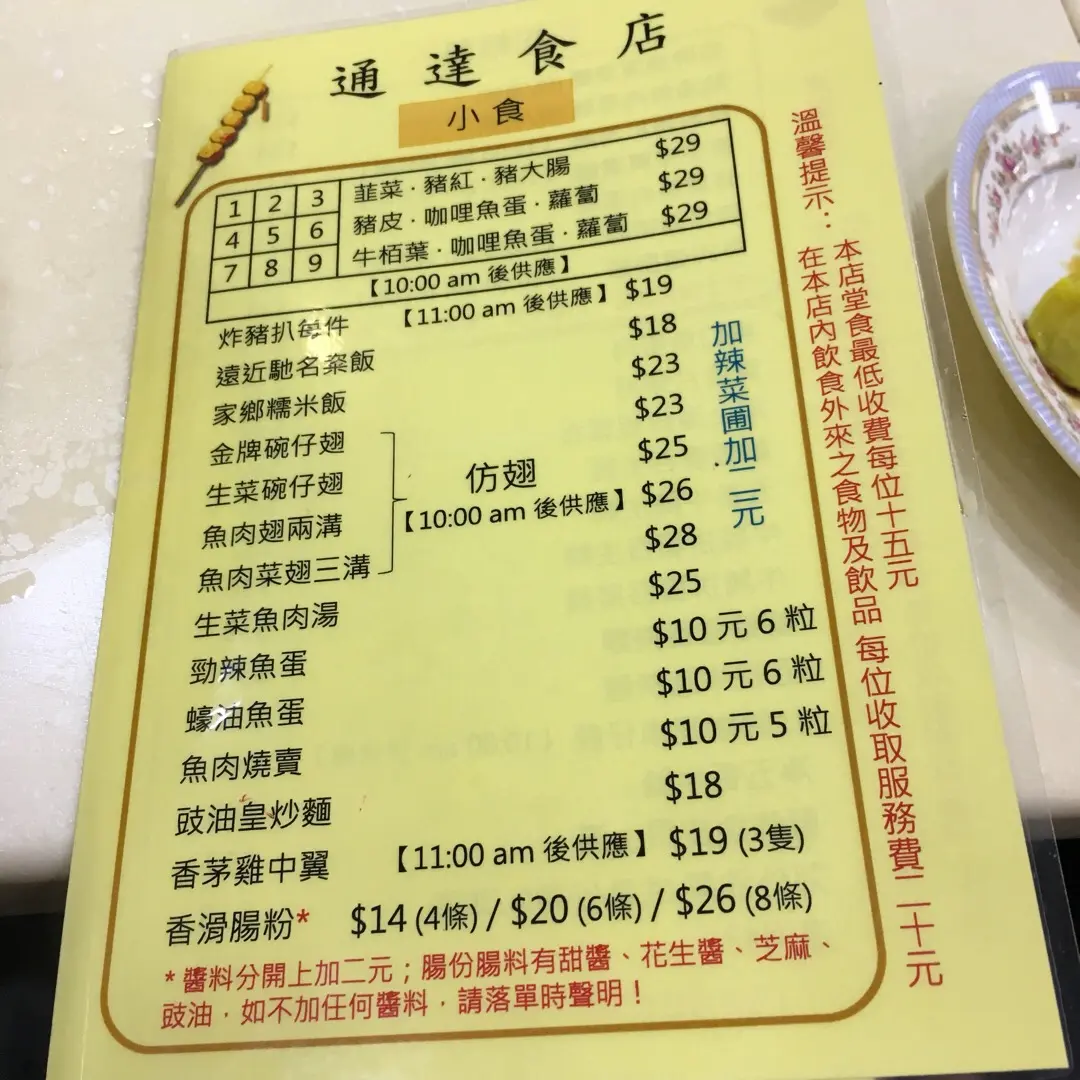 通達食店
小食
1 2 3 韮菜．豬紅．豬大腸 $29
4 5 6 豬皮．咖哩魚蛋．蘿蔔 $29
7 8 9 牛栢葉．咖哩魚蛋．蘿蔔 $29
【10:00 am 後供應】
炸豬扒每件 【11:00 am 後供應】 $19
遠近馳名粢飯 $18
家鄉糯米飯 $23
金牌碗仔翅 $23
生菜碗仔翅 $25
魚肉翅兩溝 $26
魚肉菜翅三溝 $28
仿翅
【10:00 am 後供應】
生菜魚肉湯 $25
勁辣魚蛋 $10 元 6 粒
蠔油魚蛋 $10 元 6 粒
魚肉燒賣 $10 元 5 粒
豉油皇炒麵 $18
香茅雞中翼 【11:00 am 後供應】 $19 (3隻)
香滑腸粉* $14 (4條) / $20 (6條) / $26 (8條)
*醬料分開上加二元；腸份腸料有甜醬、花生醬、芝麻、
豉油，如不加任何醬料，請落單時聲明！
加辣菜圃加二元
溫馨提示：
本店堂食最低收費每位十五元
在本店內飲食外來之食物及飲品 每位收取服務費二十元